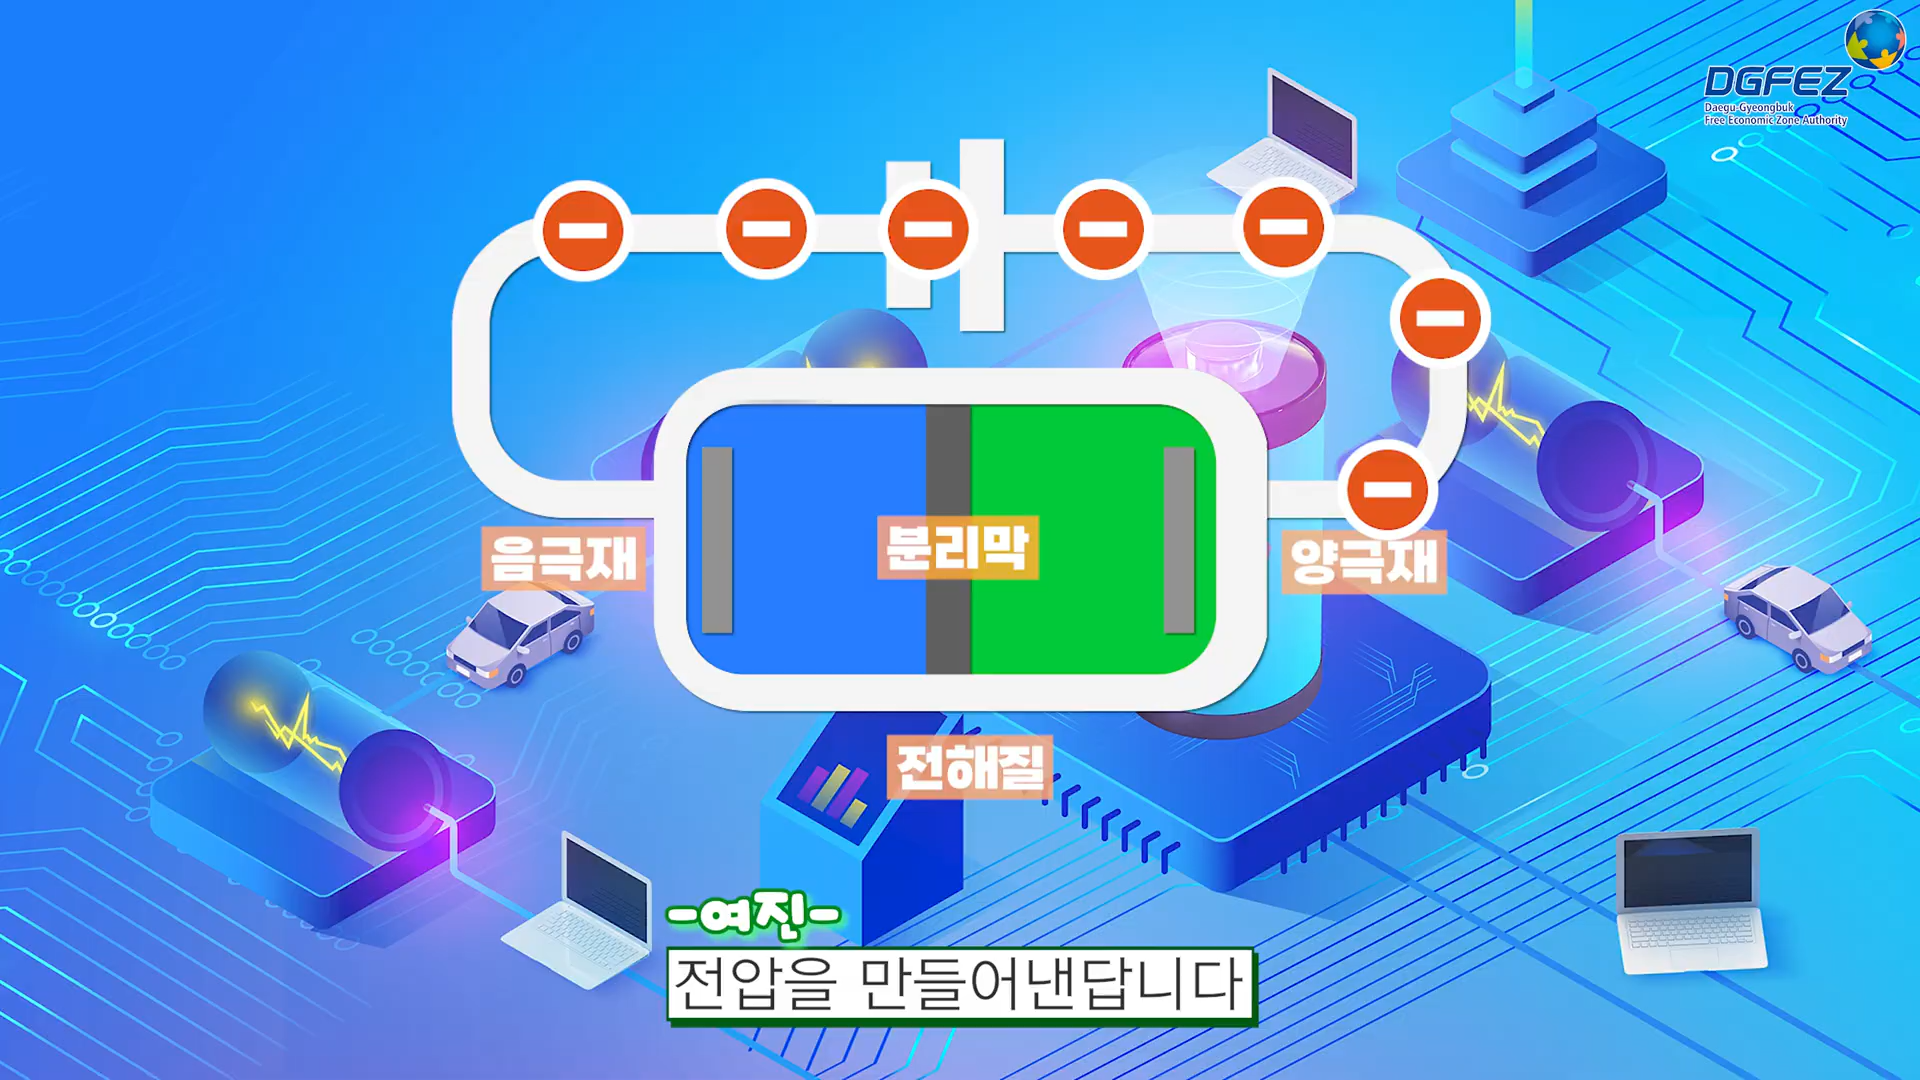 DGFEZ
Daegu-Gyeongbuk
Free Economic Zone Authority
음극재
분리막
양극재
전해질
-여진-
전압을 만들어낸답니다